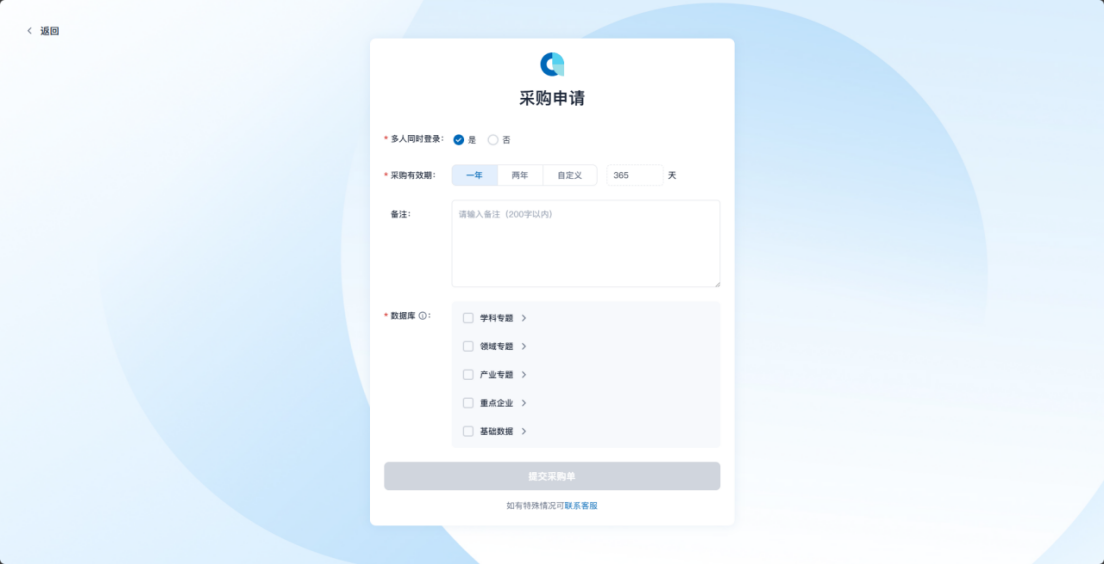 返回
采购申请
* 多人同时登录： 是 否
* 采购有效期： 一年 两年 自定义 365 天
备注： 请输入备注（200字以内）
* 数据库： 学科专题
领域专题
产业专题
重点企业
基础数据
提交采购单
如有特殊情况可联系客服